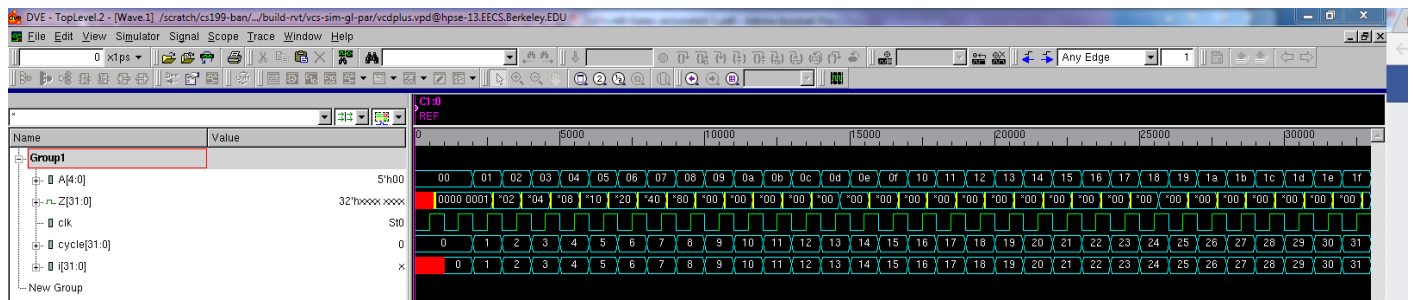 DVE - TopLevel.2 - [Wave.1] /scratch/cs199-ban/.../build-rvt/vcs-sim-gl-par/vcdplus.vpd@hpse-13.EECS.Berkeley.EDU
File Edit View Simulator Signal Scope Trace Window Help
0 x1ps Any Edge 1
C1:0
* REF
Name Value 0 5000 10000 15000 20000 25000 30000
Group1
A[4:0] 5'h00 00 01 02 03 04 05 06 07 08 09 0a 0b 0c 0d 0e 0f 10 11 12 13 14 15 16 17 18 19 1a 1b 1c 1d 1e 1f
Z[31:0] 32'hxxxx xxxx 0000 0001 *02 *04 *08 *10 *20 *40 *80 *00 *00 *00 *00 *00 *00 *00 *00 *00 *00 *00 *00 *00 *00 *00 *00 *00 *00 *00 *00 *00 *00 *00
clk St0
cycle[31:0] 0 0 1 2 3 4 5 6 7 8 9 10 11 12 13 14 15 16 17 18 19 20 21 22 23 24 25 26 27 28 29 30 31
i[31:0] x 0 1 2 3 4 5 6 7 8 9 10 11 12 13 14 15 16 17 18 19 20 21 22 23 24 25 26 27 28 29 30 31
New Group